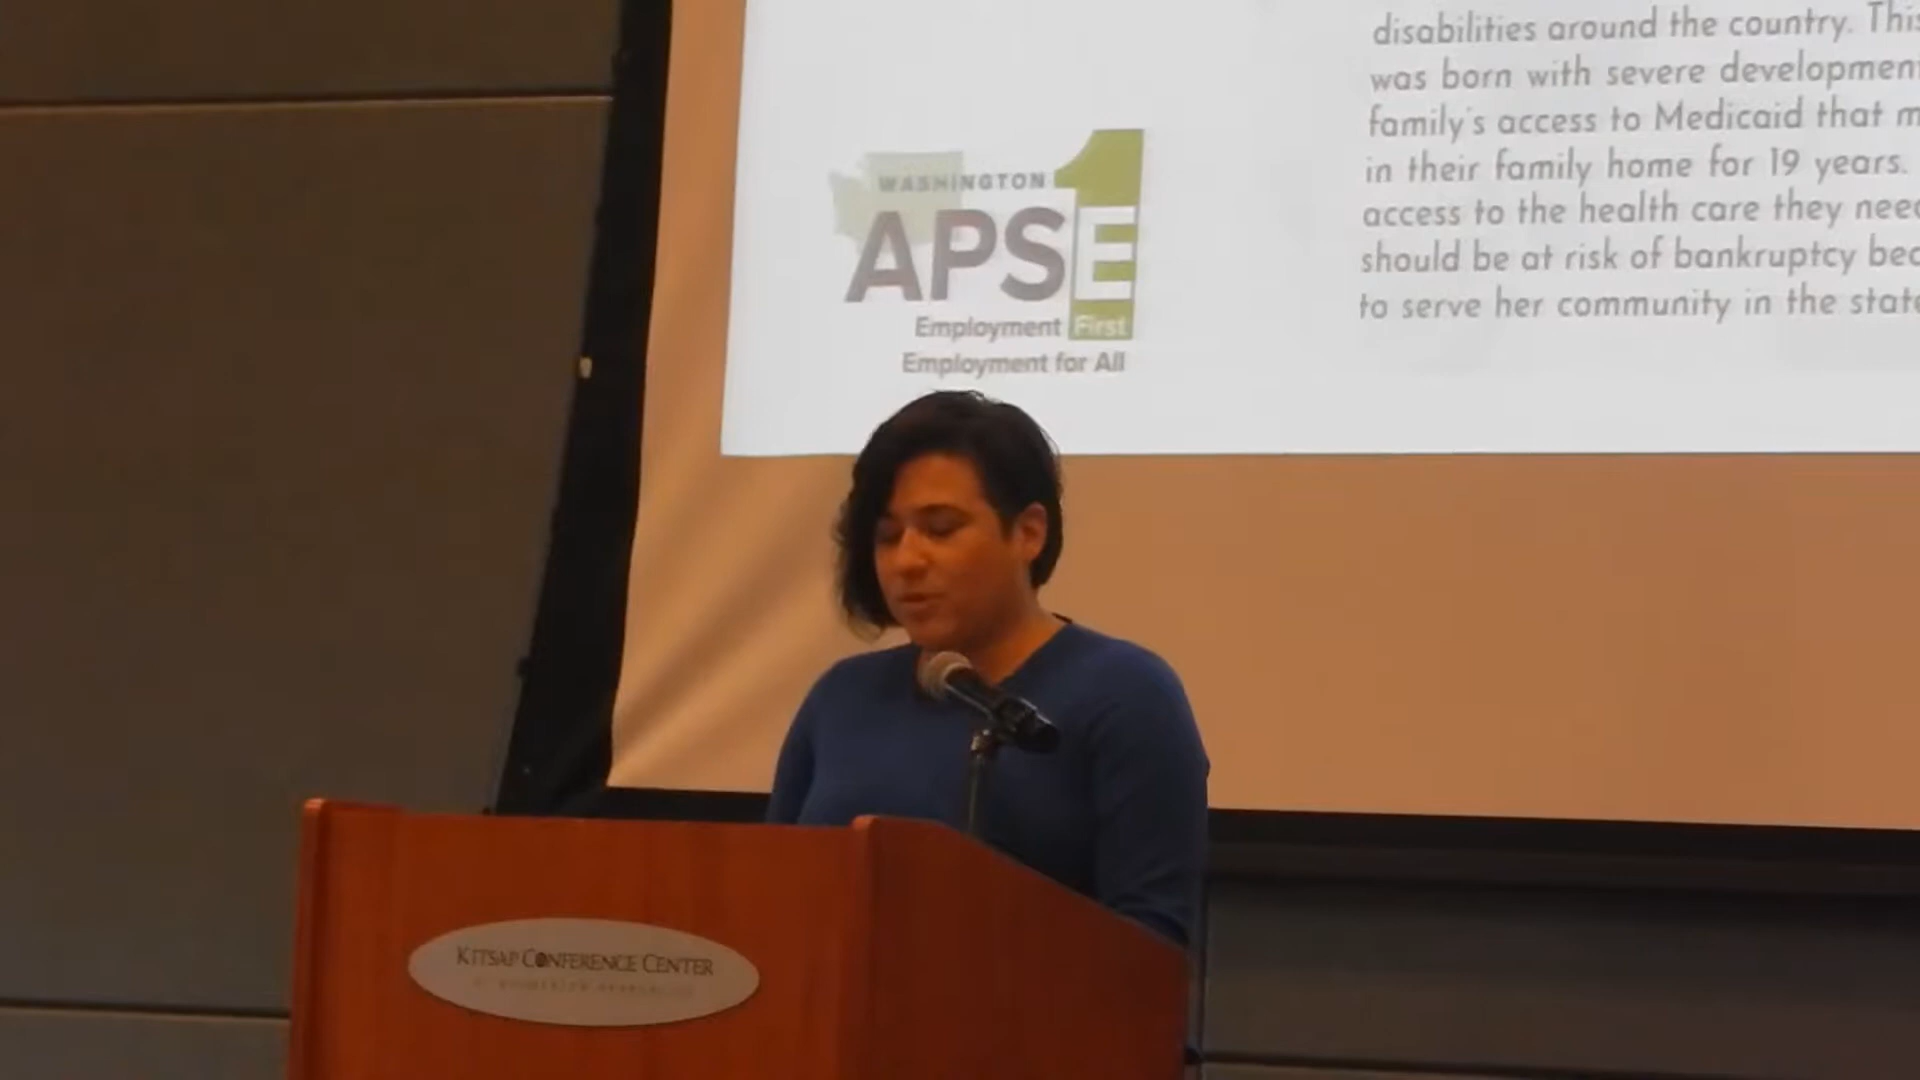 disabilities around the country. This
was born with severe development
family's access to Medicaid that m
in their family home for 19 years.
access to the health care they need
should be at risk of bankruptcy bec
to serve her community in the state
WASHINGTON
APSE
1
Employment First
Employment for All
KITSAP CONFERENCE CENTER